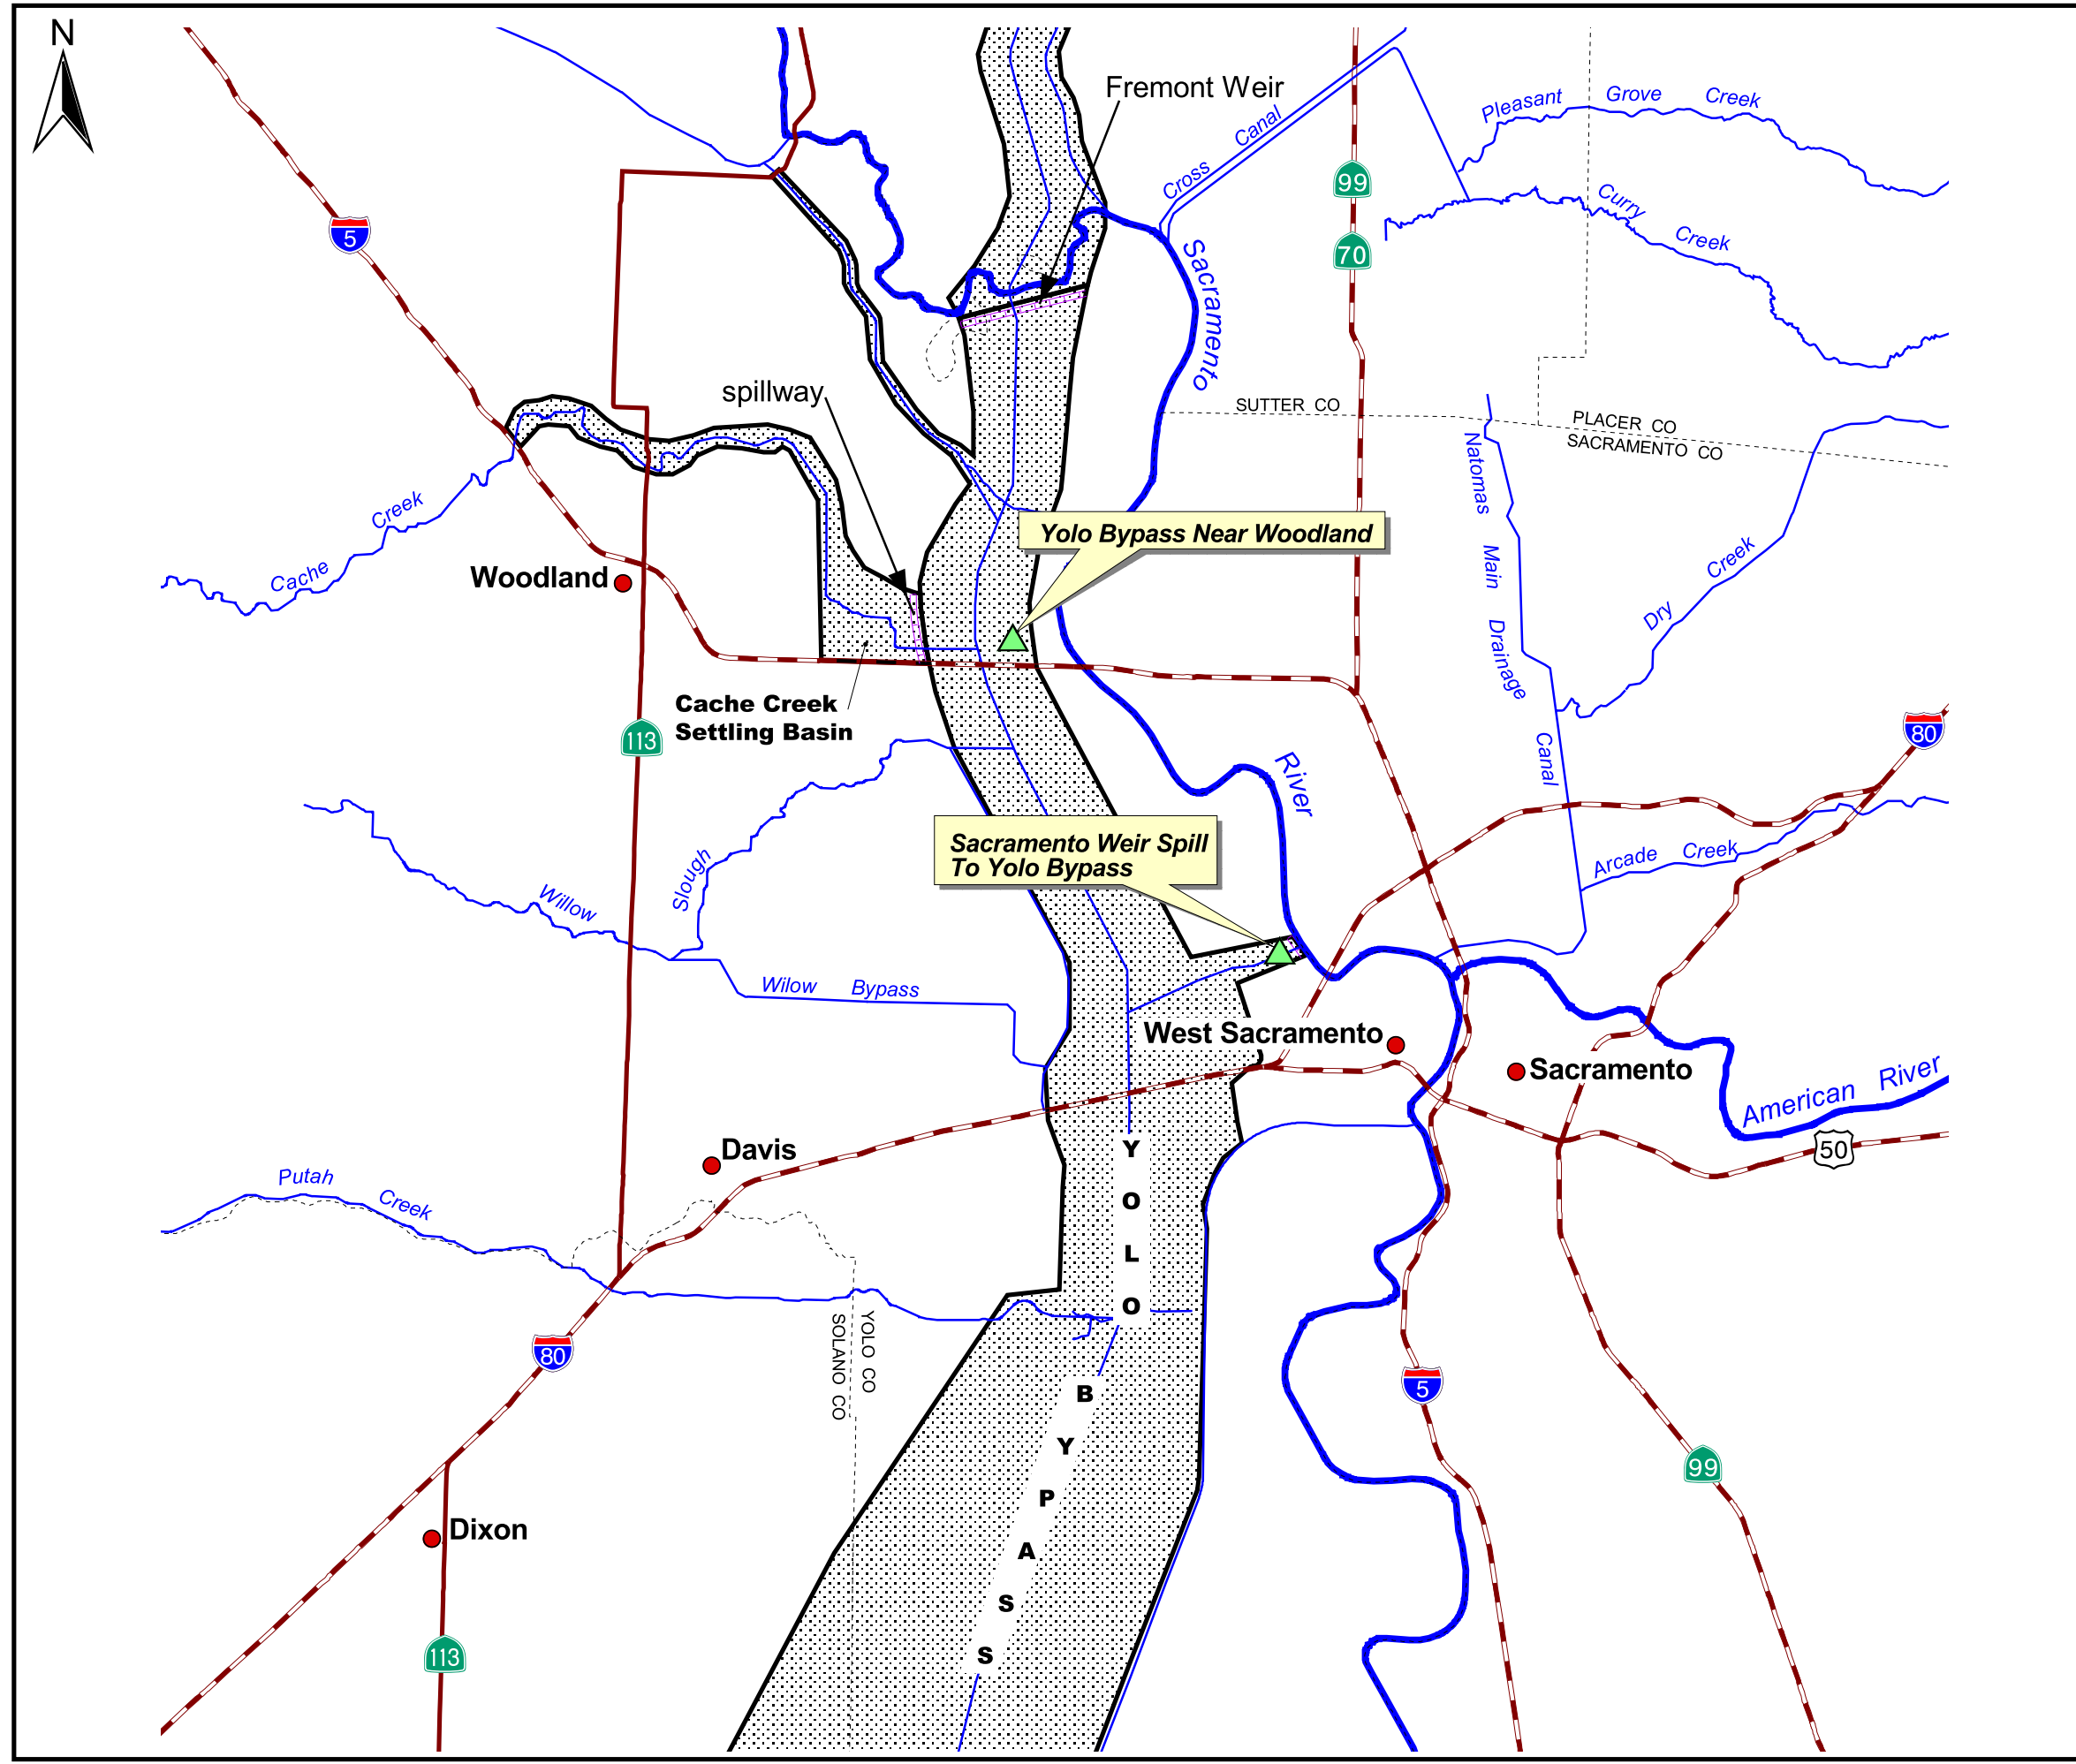 N
Fremont Weir
Cross Canal
Pleasant Grove Creek
99
Curry Creek
5
70
Sacramento
spillway
SUTTER CO
PLACER CO
SACRAMENTO CO
Natomas Main Drainage Canal
Cache Creek
Yolo Bypass Near Woodland
Woodland
Dry Creek
Cache Creek
Settling Basin
113
80
River
Sacramento Weir Spill
To Yolo Bypass
Slough
Arcade Creek
Willow
Wilow Bypass
West Sacramento
Sacramento
American River
50
Davis
YOLO
Putah Creek
YOLO CO
SOLANO CO
80
5
BYPASS
99
Dixon
113